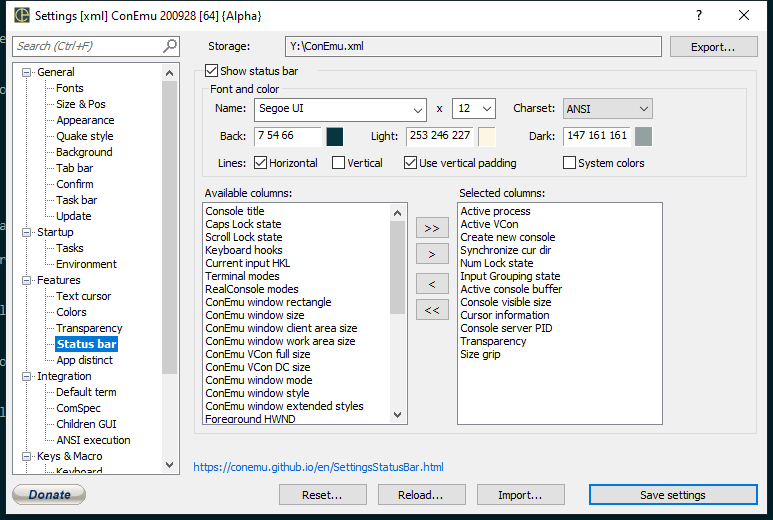 Settings [xml] ConEmu 200928 [64] {Alpha}
?
Search (Ctrl+F)
Storage:
Y:\ConEmu.xml
Export...
General
Fonts
Size & Pos
Appearance
Quake style
Background
Tab bar
Confirm
Task bar
Update
Startup
Tasks
Environment
Features
Text cursor
Colors
Transparency
Status bar
App distinct
Integration
Default term
ComSpec
Children GUI
ANSI execution
Keys & Macro
Keyboard
Show status bar
Font and color
Name: Segoe UI x 12 Charset: ANSI
Back: 7 54 66 Light: 253 246 227 Dark: 147 161 161
Lines: Horizontal Vertical Use vertical padding System colors
Available columns:
Console title
Caps Lock state
Scroll Lock state
Keyboard hooks
Current input HKL
Terminal modes
RealConsole modes
ConEmu window rectangle
ConEmu window size
ConEmu window client area size
ConEmu window work area size
ConEmu VCon full size
ConEmu VCon DC size
ConEmu window mode
ConEmu window style
ConEmu window extended styles
Foreground HWND
>>
>
<
<<
Selected columns:
Active process
Active VCon
Create new console
Synchronize cur dir
Num Lock state
Input Grouping state
Active console buffer
Console visible size
Cursor information
Console server PID
Transparency
Size grip
https://conemu.github.io/en/SettingsStatusBar.html
Donate
Reset...
Reload...
Import...
Save settings